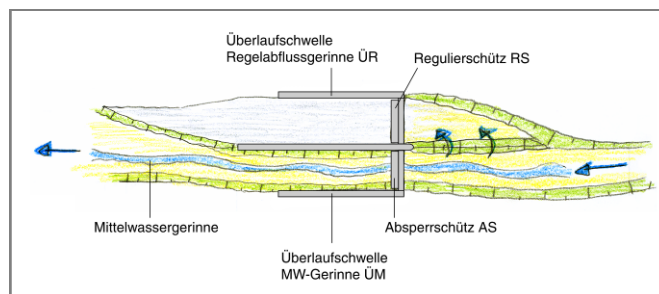 Überlaufschwelle
Regelabflussgerinne ÜR
Regulierschütz RS
Mittelwassergerinne
Absperrschütz AS
Überlaufschwelle
MW-Gerinne ÜM